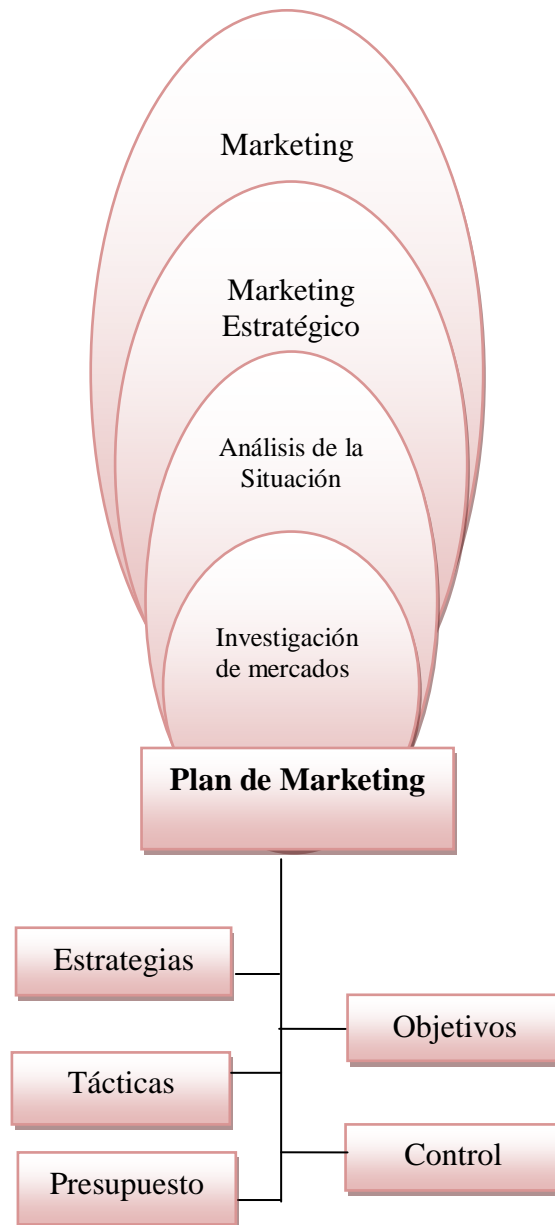 Marketing
Marketing
Estratégico
Análisis de la
Situación
Investigación
de mercados
Plan de Marketing
Estrategias
Objetivos
Tácticas
Control
Presupuesto